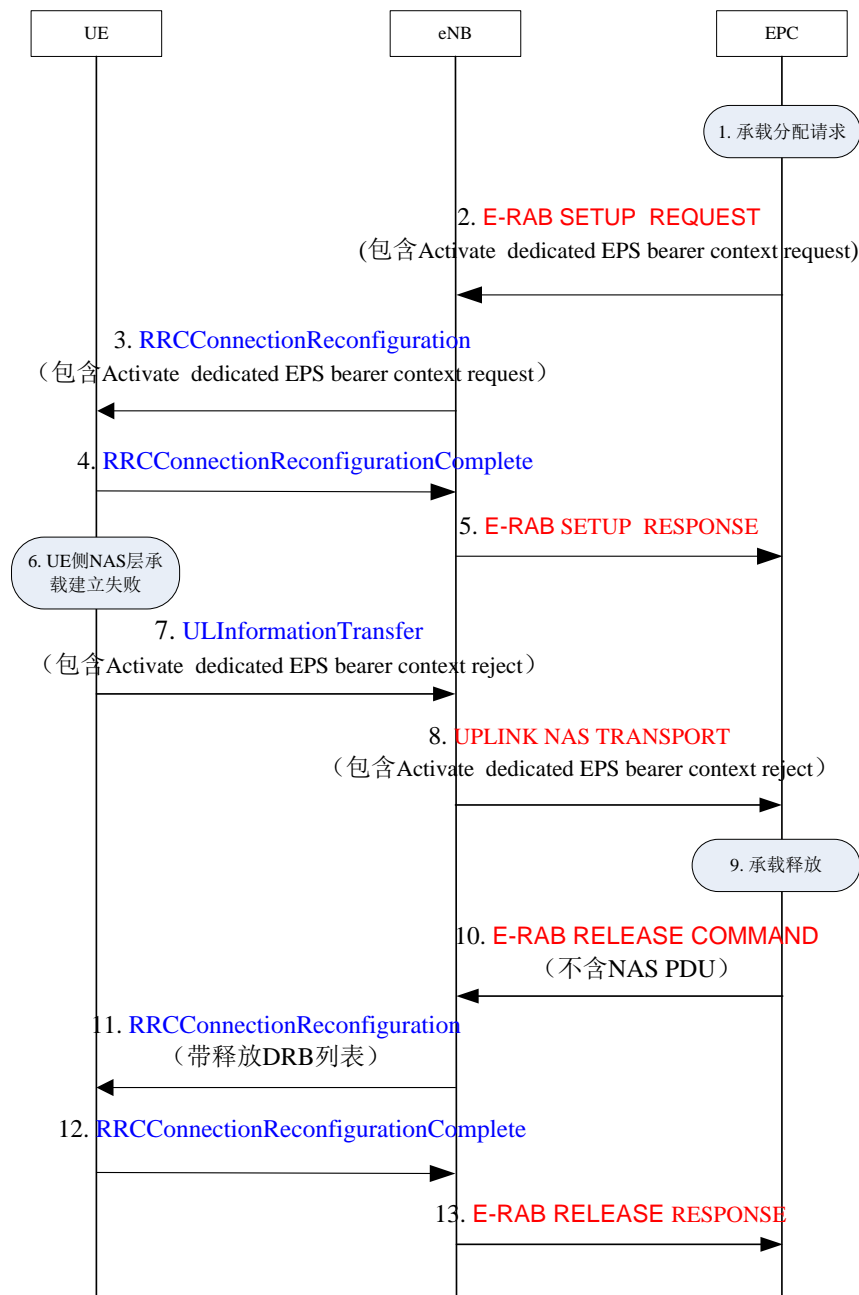 UE
eNB
EPC
1. 承载分配请求
2. E-RAB SETUP REQUEST
(包含Activate dedicated EPS bearer context request)
3. RRCConnectionReconfiguration
（包含Activate dedicated EPS bearer context request）
4. RRCConnectionReconfigurationComplete
5. E-RAB SETUP RESPONSE
6. UE侧NAS层承
载建立失败
7. ULInformationTransfer
（包含Activate dedicated EPS bearer context reject）
8. UPLINK NAS TRANSPORT
（包含Activate dedicated EPS bearer context reject）
9. 承载释放
10. E-RAB RELEASE COMMAND
（不含NAS PDU）
11. RRCConnectionReconfiguration
（带释放DRB列表）
12. RRCConnectionReconfigurationComplete
13. E-RAB RELEASE RESPONSE